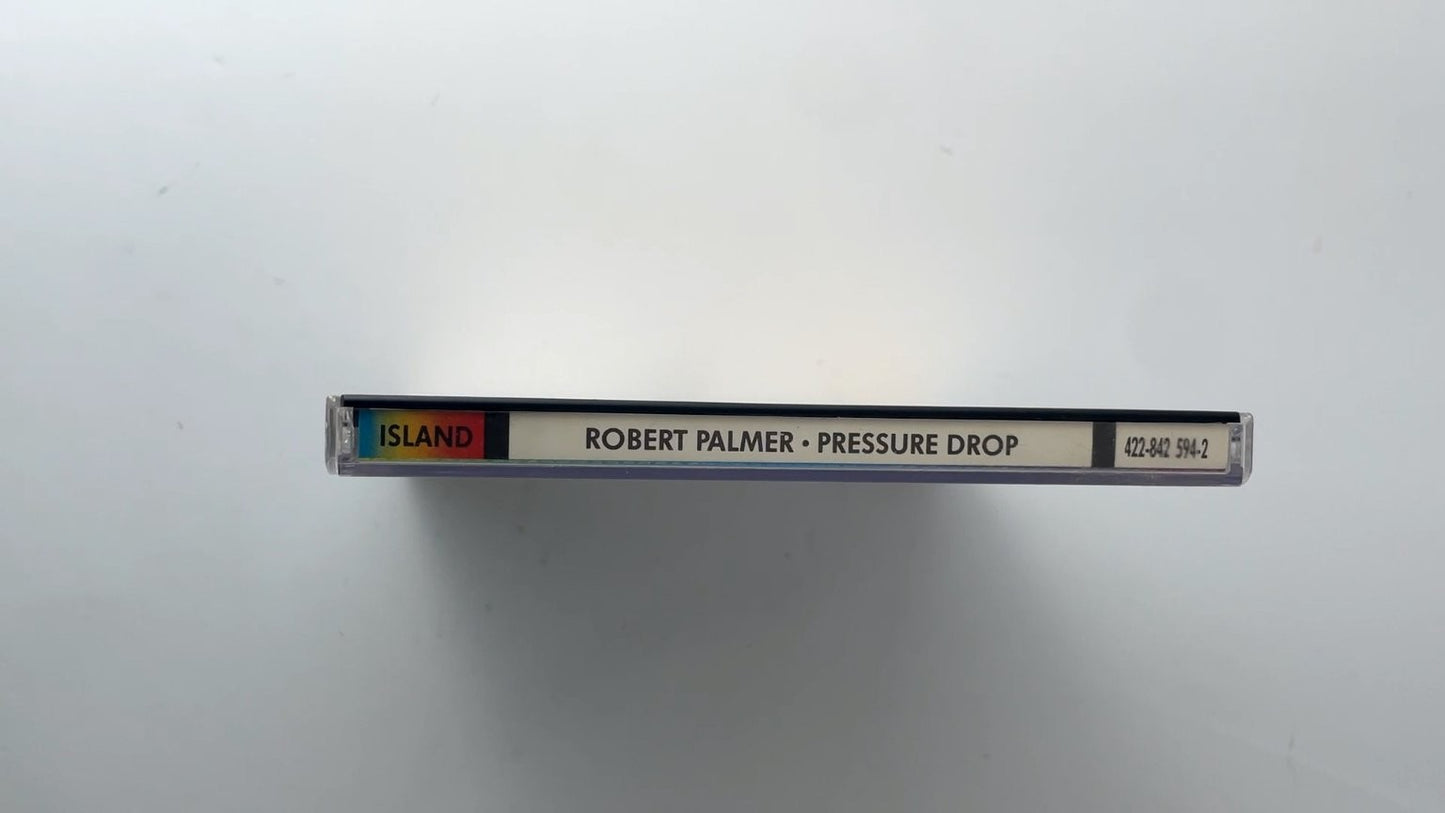 ISLAND ROBERT PALMER · PRESSURE DROP 422-842 594-2